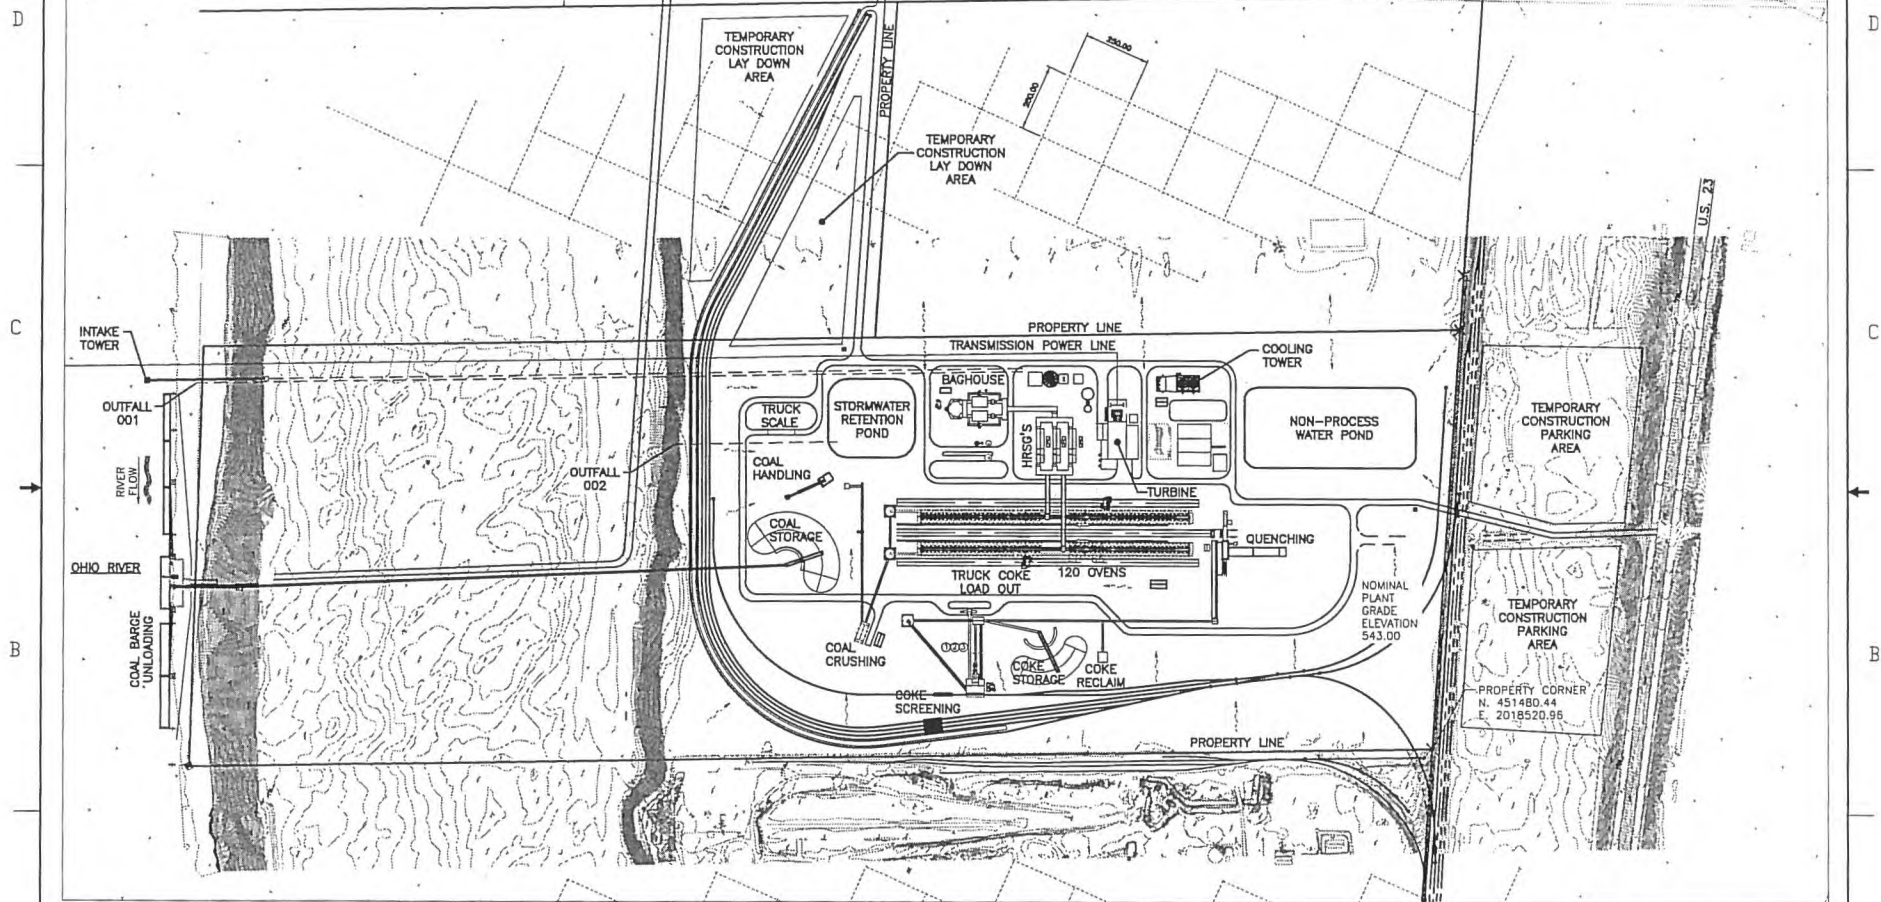 D
D
TEMPORARY
CONSTRUCTION
LAY DOWN
AREA
PROPERTY LINE
250.00
200.00
TEMPORARY
CONSTRUCTION
LAY DOWN
AREA
U.S. 23
C
C
INTAKE
TOWER
PROPERTY LINE
TRANSMISSION POWER LINE
COOLING
TOWER
OUTFALL
001
TRUCK
SCALE
STORMWATER
RETENTION
POND
BAGHOUSE
HRSG'S
NON-PROCESS
WATER POND
TEMPORARY
CONSTRUCTION
PARKING
AREA
RIVER
FLOW
OUTFALL
002
COAL
HANDLING
TURBINE
COAL
STORAGE
QUENCHING
OHIO RIVER
TRUCK COKE
LOAD OUT
120 OVENS
NOMINAL
PLANT
GRADE
ELEVATION
543.00
TEMPORARY
CONSTRUCTION
PARKING
AREA
COAL BARGE
UNLOADING
B
B
COAL
CRUSHING
①②③
COKE
STORAGE
COKE
RECLAIM
COKE
SCREENING
PROPERTY CORNER
N. 451480.44
E. 2018520.96
PROPERTY LINE